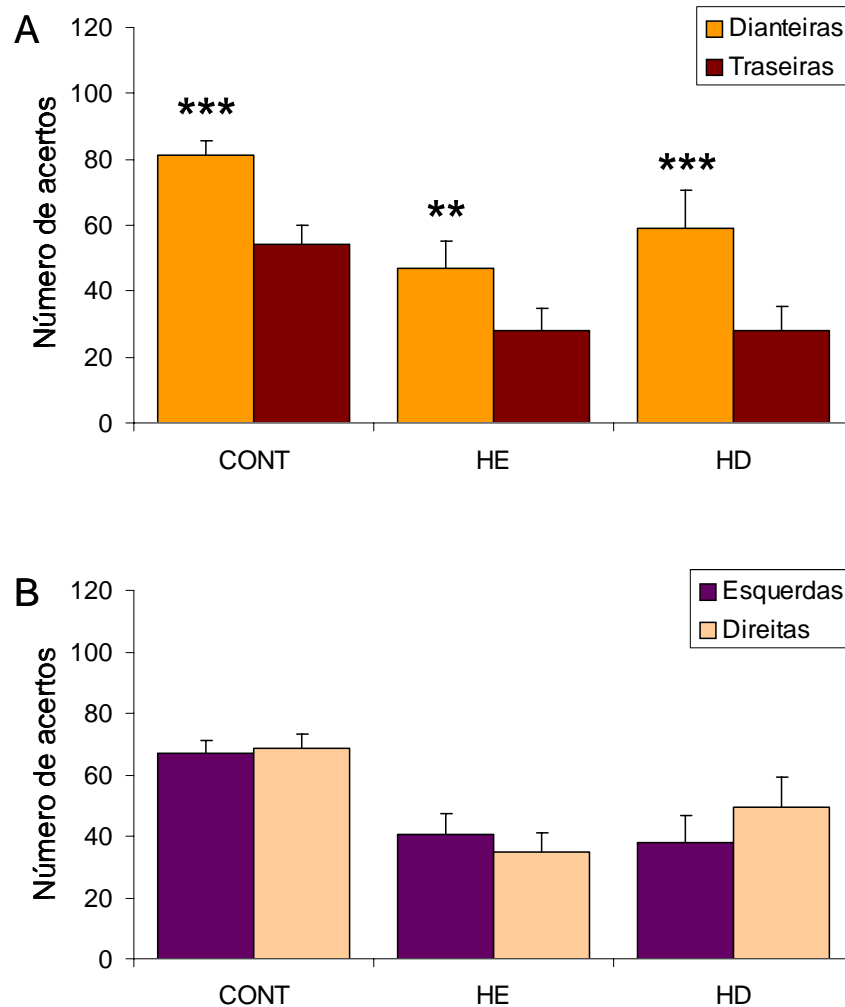 A
Número de acertos
120
100
80
60
40
20
0
***
**
***
Dianteiras
Traseiras
CONT
HE
HD
B
Número de acertos
120
100
80
60
40
20
0
Esquerdas
Direitas
CONT
HE
HD